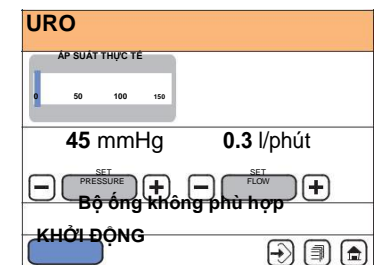 URO
ÁP SUẤT THỰC TẾ
0 50 100 150
45 mmHg 0.3 l/phút
SET PRESSURE SET FLOW
Bộ ống không phù hợp
KHỞI ĐỘNG